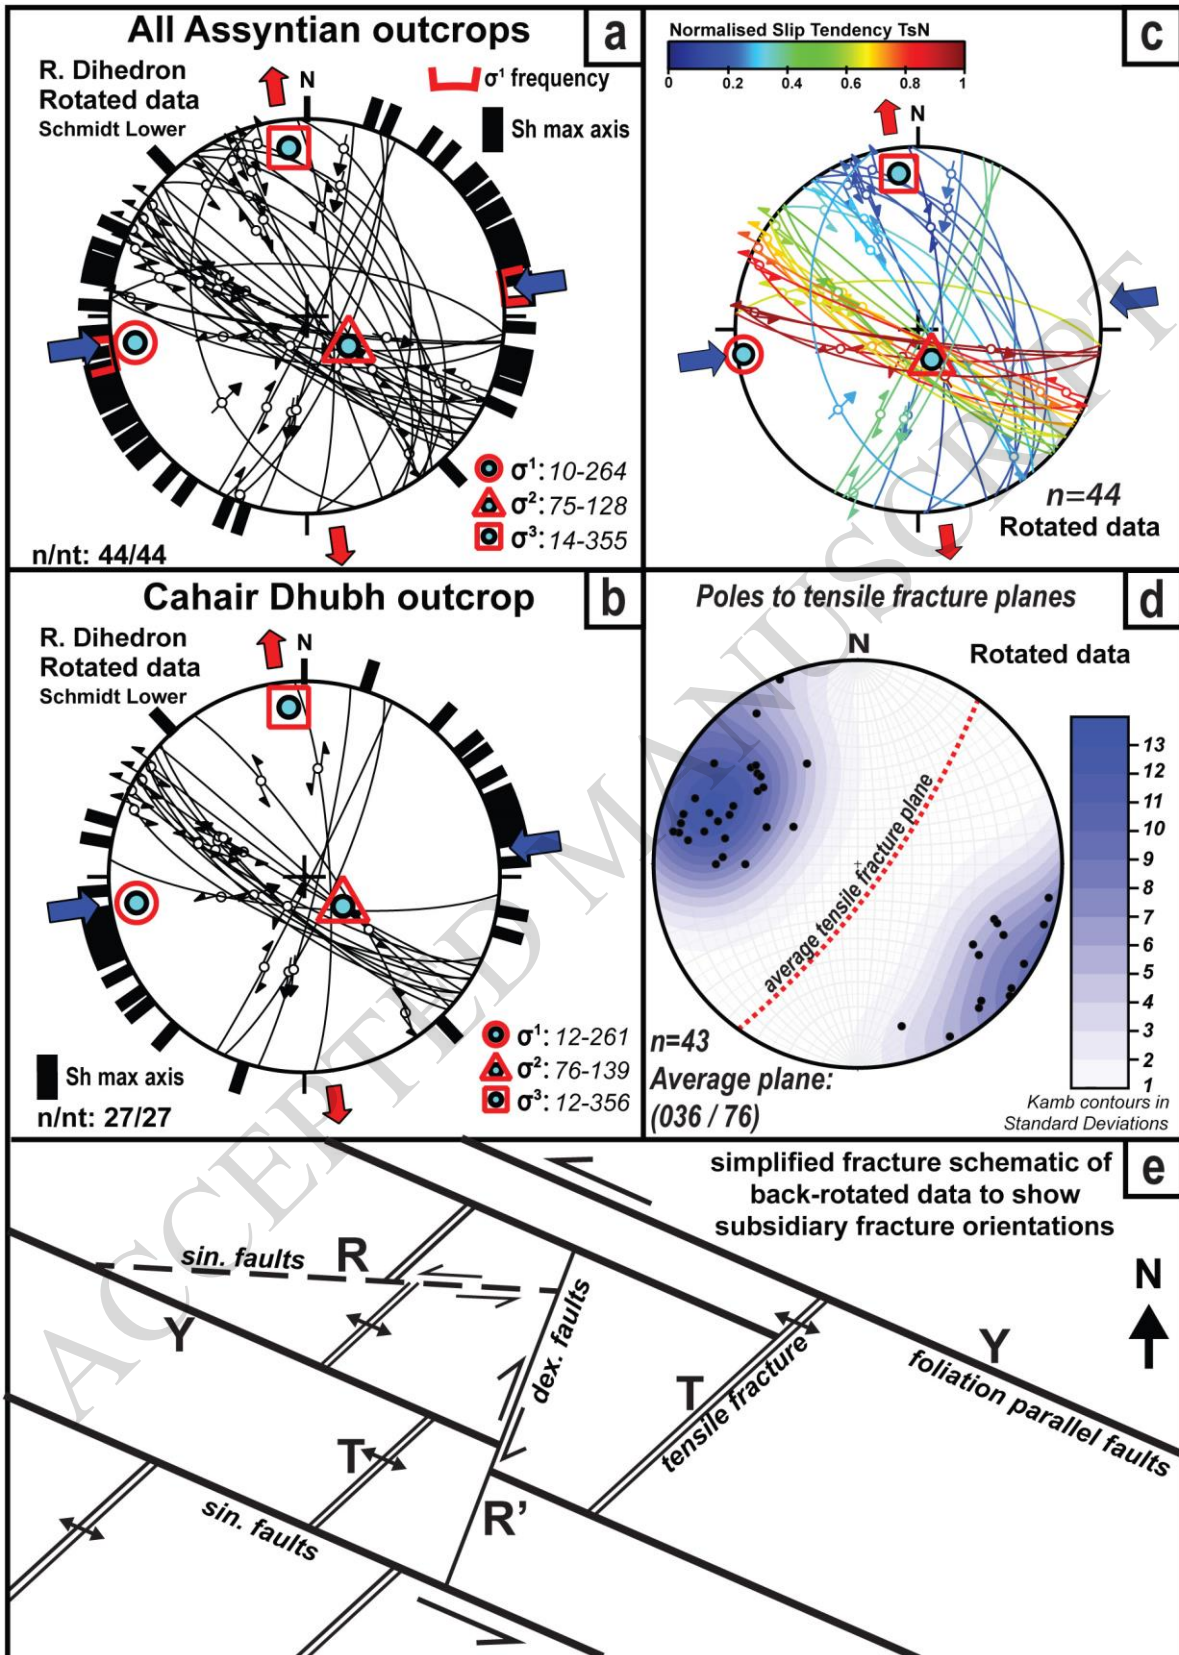 All Assyntian outcrops
a
R. Dihedron
Rotated data
Schmidt Lower
N
σ¹ frequency
Sh max axis
σ¹: 10-264
σ²: 75-128
σ³: 14-355
n/nt: 44/44
c
Normalised Slip Tendency TsN
0 0.2 0.4 0.6 0.8 1
N
n=44
Rotated data
Cahair Dhubh outcrop
b
R. Dihedron
Rotated data
Schmidt Lower
N
Sh max axis
n/nt: 27/27
σ¹: 12-261
σ²: 76-139
σ³: 12-356
d
Poles to tensile fracture planes
N
Rotated data
average tensile fracture plane
13
12
11
10
9
8
7
6
5
4
3
2
1
n=43
Average plane:
(036 / 76)
Kamb contours in
Standard Deviations
e
simplified fracture schematic of
back-rotated data to show
subsidiary fracture orientations
N
sin. faults
R
Y
dex. faults
T
tensile fracture
Y
foliation parallel faults
T
R’
sin. faults
ACCEPTED MANUSCRIPT